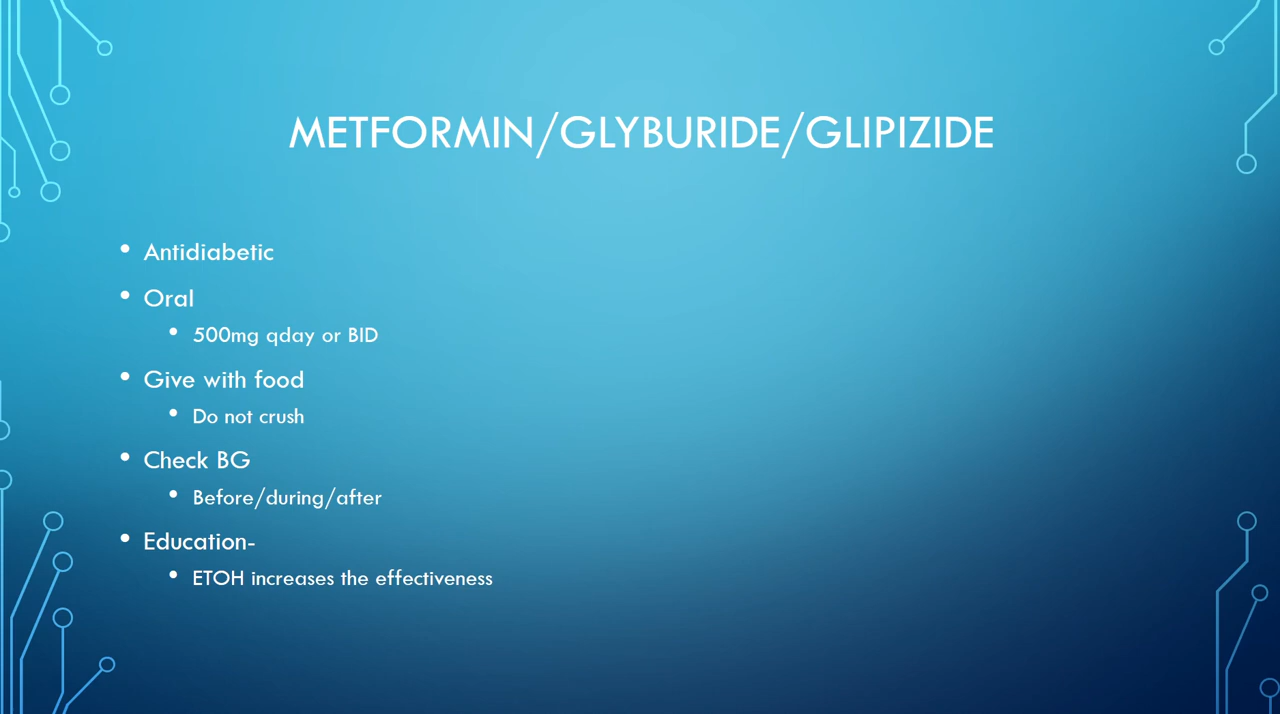 METFORMIN/GLYBURIDE/GLIPIZIDE
• Antidiabetic
• Oral
• 500mg qday or BID
• Give with food
• Do not crush
• Check BG
• Before/during/after
• Education-
• ETOH increases the effectiveness